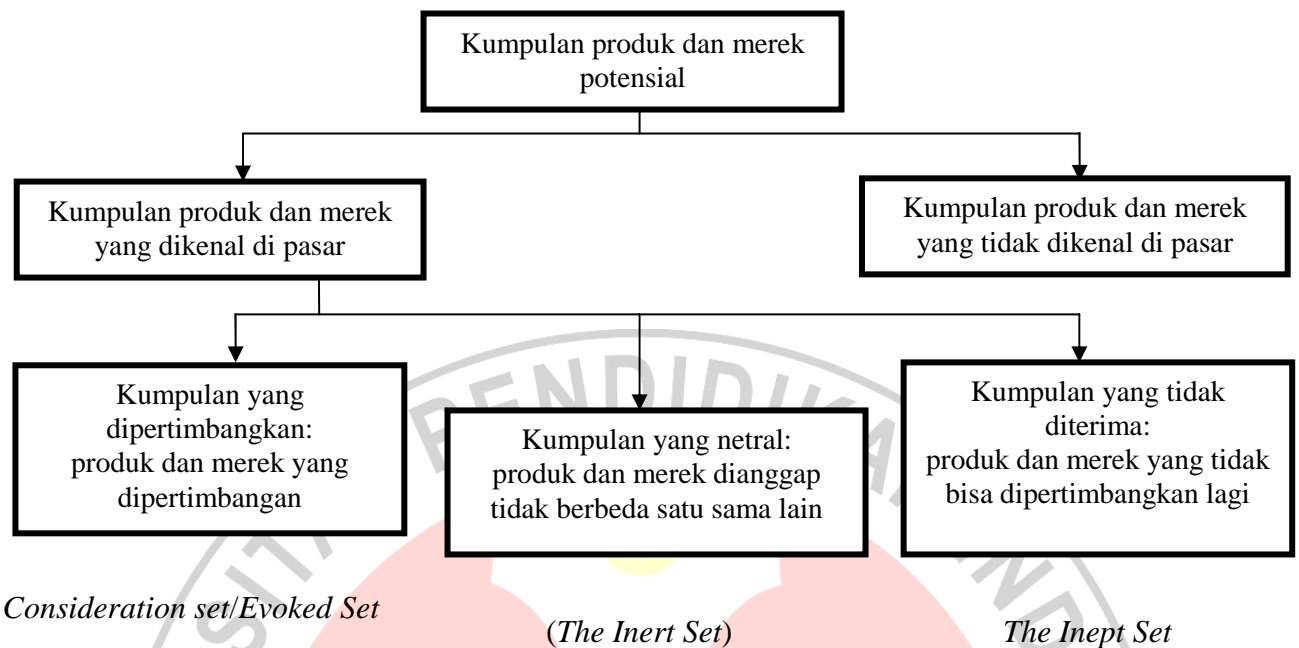 Kumpulan produk dan merek
potensial
Kumpulan produk dan merek
yang dikenal di pasar
Kumpulan produk dan merek
yang tidak dikenal di pasar
Kumpulan yang
dipertimbangkan:
produk dan merek yang
dipertimbangan
Kumpulan yang netral:
produk dan merek dianggap
tidak berbeda satu sama lain
Kumpulan yang tidak
diterima:
produk dan merek yang tidak
bisa dipertimbangkan lagi
Consideration set/Evoked Set
(The Inert Set)
The Inept Set